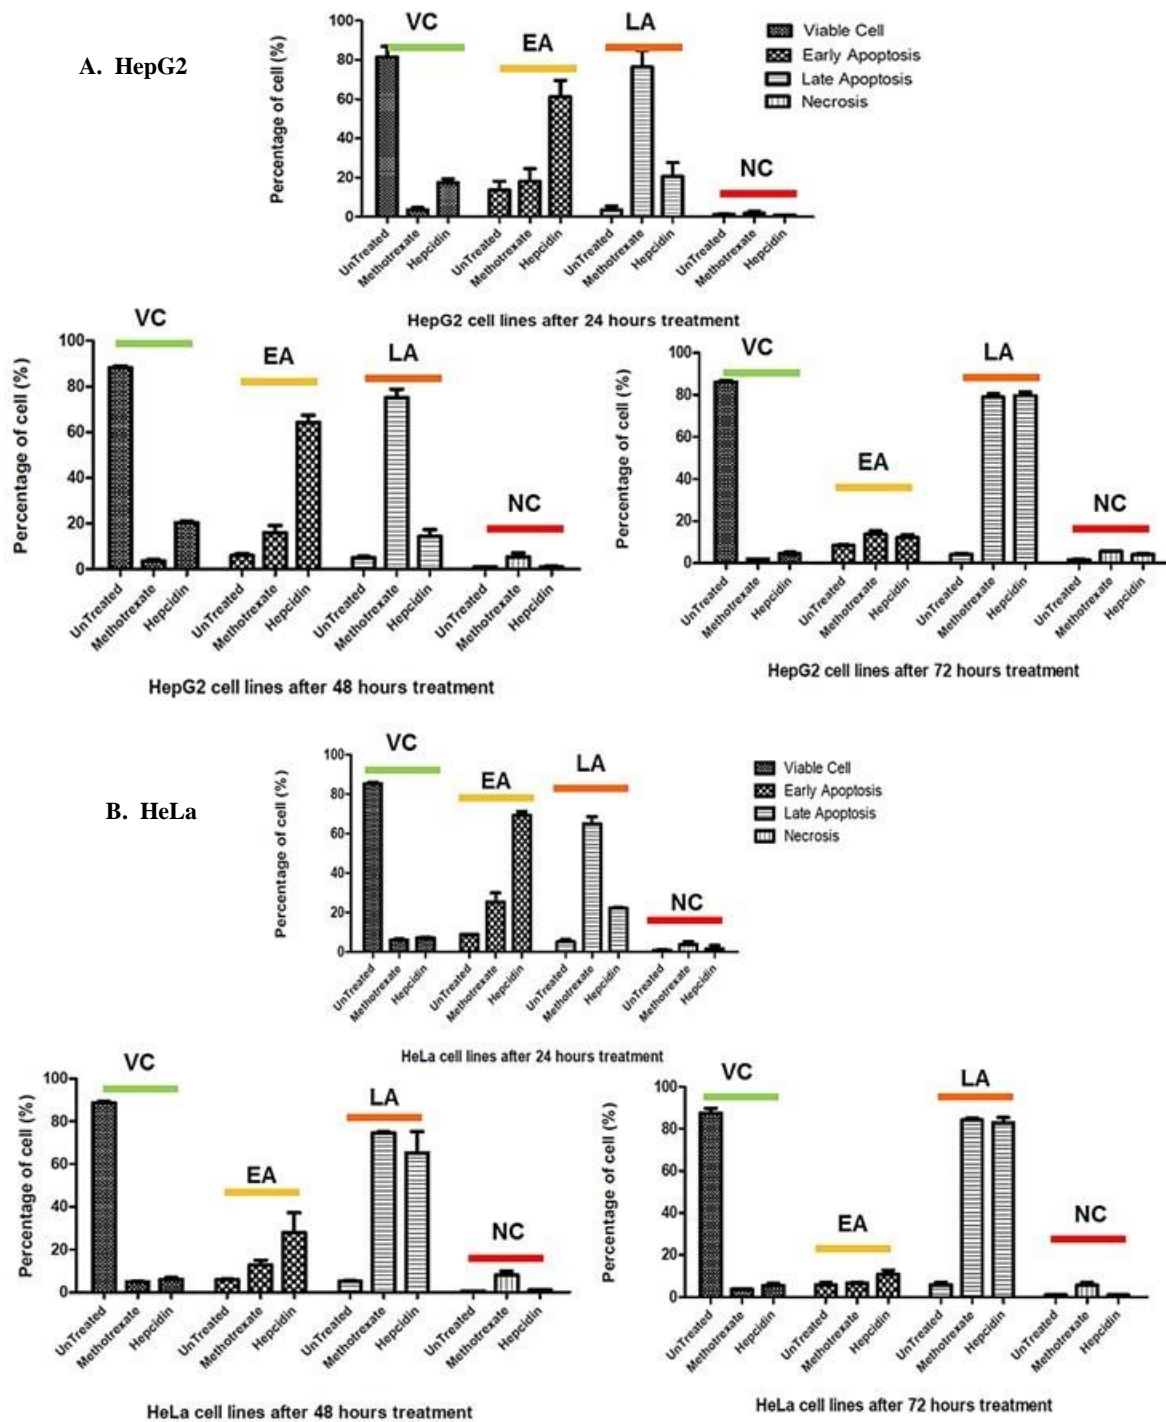 A. HepG2
Percentage of cell (%)
100
80
60
40
20
0
VC
EA
LA
NC
Viable Cell
Early Apoptosis
Late Apoptosis
Necrosis
UnTreated
Methotrexate
Hepcidin
UnTreated
Methotrexate
Hepcidin
UnTreated
Methotrexate
Hepcidin
UnTreated
Methotrexate
Hepcidin
HepG2 cell lines after 24 hours treatment
Percentage of cell (%)
100
80
60
40
20
0
VC
EA
LA
NC
UnTreated
Methotrexate
Hepcidin
UnTreated
Methotrexate
Hepcidin
UnTreated
Methotrexate
Hepcidin
UnTreated
Methotrexate
Hepcidin
HepG2 cell lines after 48 hours treatment
Percentage of cell (%)
100
80
60
40
20
0
VC
EA
LA
NC
UnTreated
Methotrexate
Hepcidin
UnTreated
Methotrexate
Hepcidin
UnTreated
Methotrexate
Hepcidin
UnTreated
Methotrexate
Hepcidin
HepG2 cell lines after 72 hours treatment
B. HeLa
Percentage of cell (%)
100
80
60
40
20
0
VC
EA
LA
NC
Viable Cell
Early Apoptosis
Late Apoptosis
Necrosis
UnTreated
Methotrexate
Hepcidin
UnTreated
Methotrexate
Hepcidin
UnTreated
Methotrexate
Hepcidin
UnTreated
Methotrexate
Hepcidin
HeLa cell lines after 24 hours treatment
Percentage of cell (%)
100
80
60
40
20
0
VC
EA
LA
NC
UnTreated
Methotrexate
Hepcidin
UnTreated
Methotrexate
Hepcidin
UnTreated
Methotrexate
Hepcidin
UnTreated
Methotrexate
Hepcidin
HeLa cell lines after 48 hours treatment
Percentage of cell (%)
100
80
60
40
20
0
VC
EA
LA
NC
UnTreated
Methotrexate
Hepcidin
UnTreated
Methotrexate
Hepcidin
UnTreated
Methotrexate
Hepcidin
UnTreated
Methotrexate
Hepcidin
HeLa cell lines after 72 hours treatment